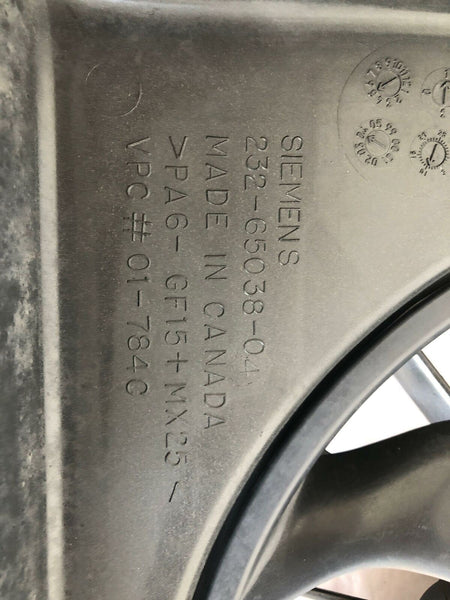 SIEMENS
232-65038-04
MADE IN CANADA
>PA6- GF15+MX25-
VPC # 01-784C